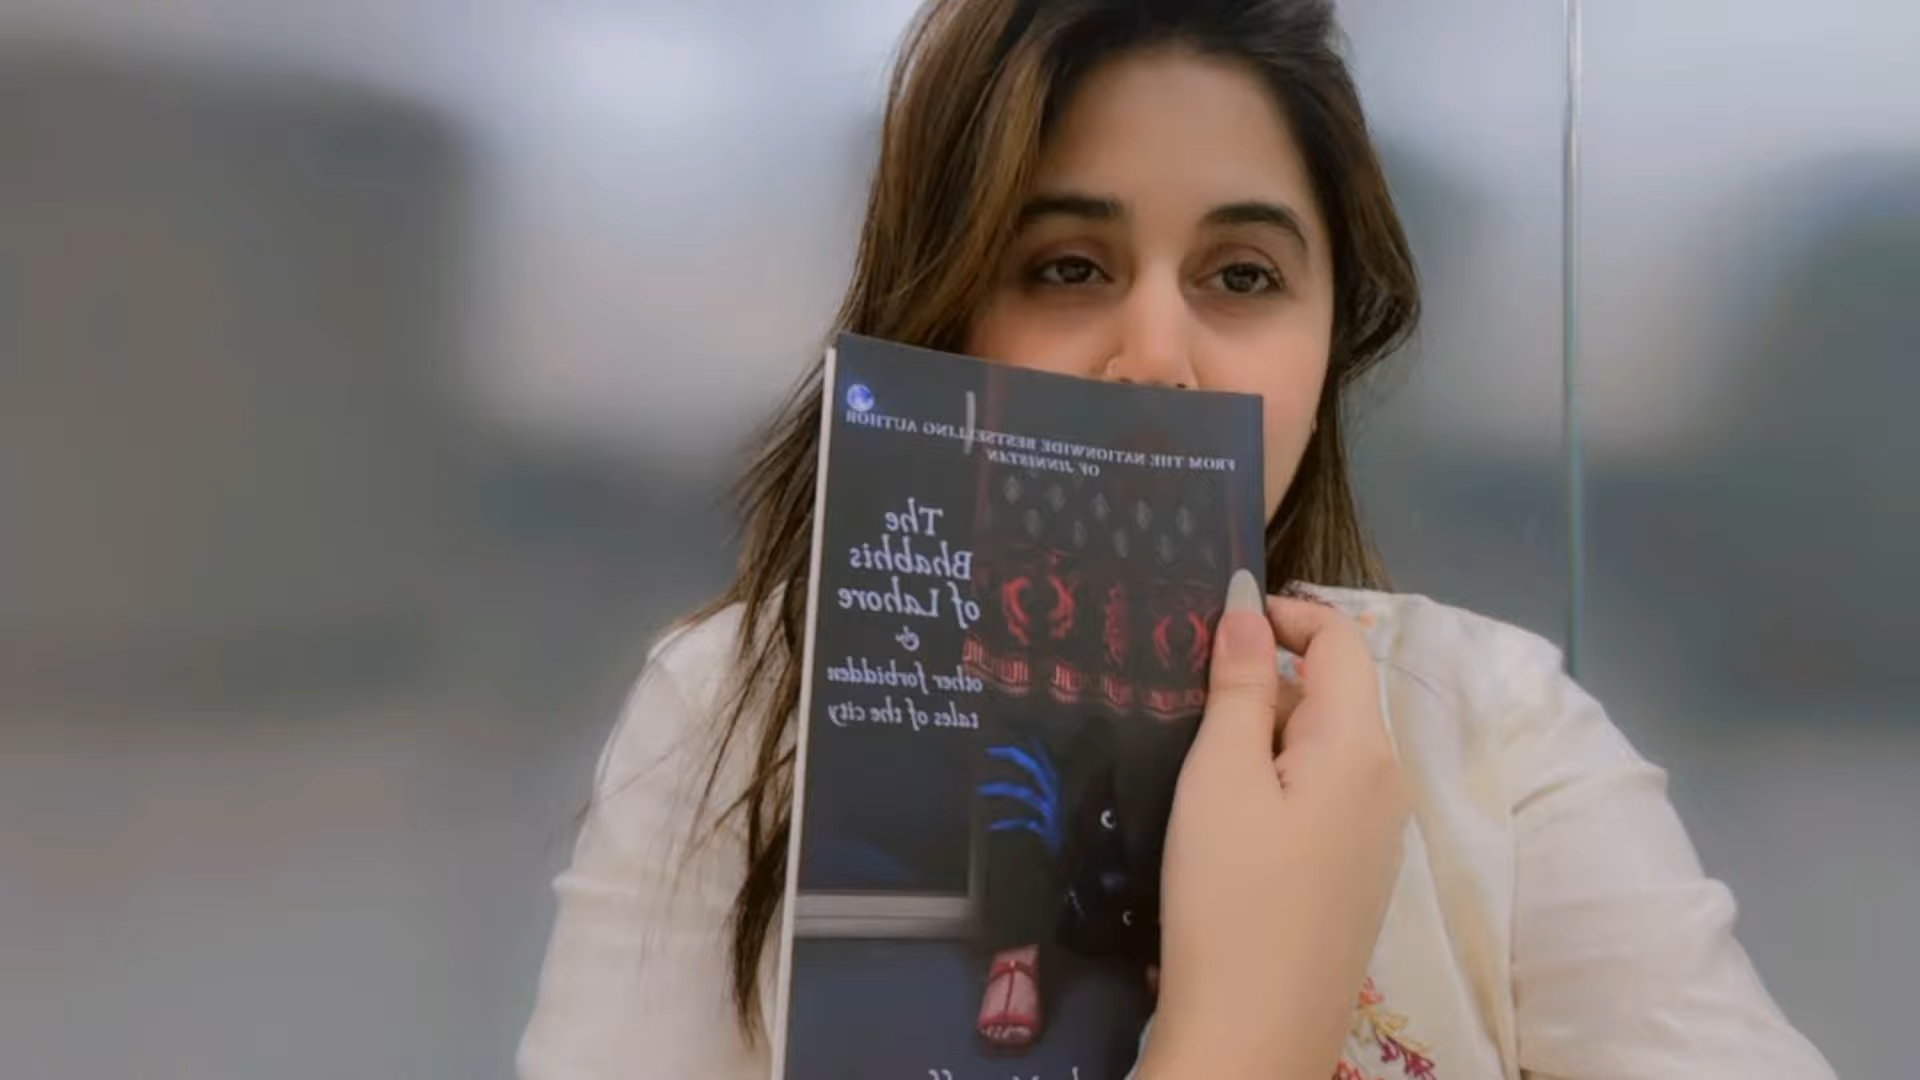 FROM THE NATIONWIDE BESTSELLING AUTHOR
OF JINNISTAN
The
Bhabhis
of Lahore
&
other forbidden
tales of the city